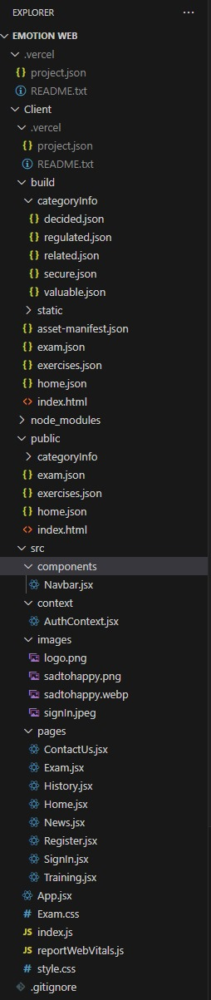 EXPLORER ...
EMOTION WEB
.vercel
{} project.json
README.txt
Client
.vercel
{} project.json
README.txt
build
categoryInfo
{} decided.json
{} regulated.json
{} related.json
{} secure.json
{} valuable.json
static
{} asset-manifest.json
{} exam.json
{} exercises.json
{} home.json
<> index.html
node_modules
public
categoryInfo
{} exam.json
{} exercises.json
{} home.json
<> index.html
src
components
Navbar.jsx
context
AuthContext.jsx
images
logo.png
sadtohappy.png
sadtohappy.webp
signIn.jpeg
pages
ContactUs.jsx
Exam.jsx
History.jsx
Home.jsx
News.jsx
Register.jsx
SignIn.jsx
Training.jsx
App.jsx
# Exam.css
JS index.js
JS reportWebVitals.js
# style.css
.gitignore